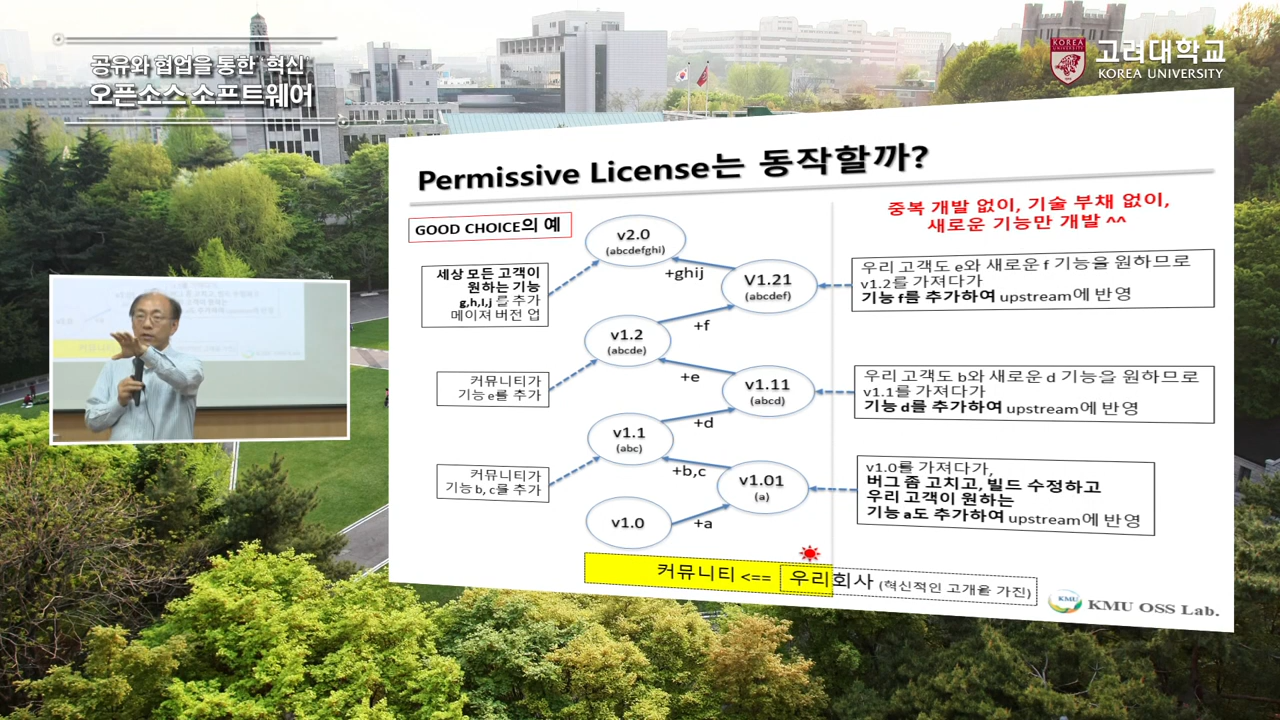 공유와 협업을 통한 혁신
오픈소스 소프트웨어
KOREA
고려대학교
KOREA UNIVERSITY
Permissive License는 동작할까?
GOOD CHOICE의 예
중복 개발 없이, 기술 부채 없이,
새로운 기능만 개발 ^^
v2.0
(abcdefghi)
+ghij
세상 모든 고객이
원하는 기능
g,h,I,j 를 추가
메이져 버전 업
V1.21
(abcdef)
우리 고객도 e와 새로운 f 기능을 원하므로
v1.2를 가져다가
기능 f를 추가하여 upstream에 반영
+f
v1.2
(abcde)
커뮤니티가
기능 e를 추가
+e
v1.11
(abcd)
우리 고객도 b와 새로운 d 기능을 원하므로
v1.1를 가져다가
기능 d를 추가하여 upstream에 반영
+d
v1.1
(abc)
커뮤니티가
기능 b, c를 추가
+b,c
v1.01
(a)
v1.0를 가져다가,
버그 좀 고치고, 빌드 수정하고
우리 고객이 원하는
기능 a도 추가하여 upstream에 반영
v1.0
+a
커뮤니티 <== 우리회사 (혁신적인 고개을 가진)
KMU
KMU OSS Lab.